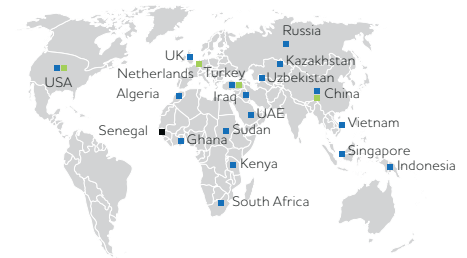 Russia
UK
Kazakhstan
Netherlands
Turkey
Uzbekistan
USA
Algeria
Iraq
China
UAE
Vietnam
Senegal
Sudan
Ghana
Singapore
Kenya
Indonesia
South Africa